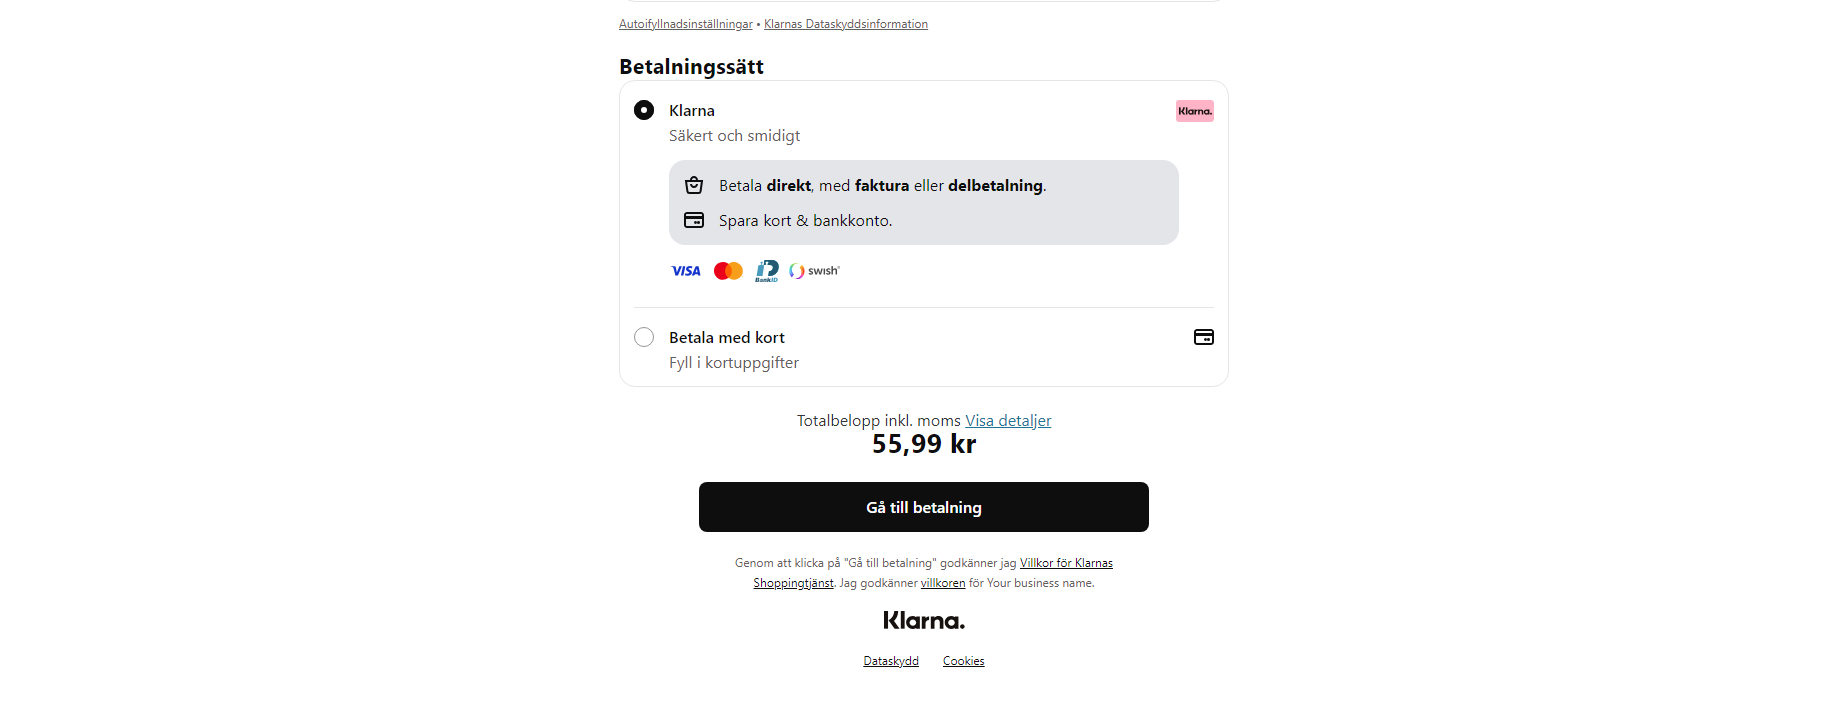 Autoifyllnadsinställningar • Klarnas Dataskyddsinformation
Betalningssätt
Klarna
Klarna.
Säkert och smidigt
Betala direkt, med faktura eller delbetalning.
Spara kort & bankkonto.
VISA
BankID
swish
Betala med kort
Fyll i kortuppgifter
Totalbelopp inkl. moms Visa detaljer
55,99 kr
Gå till betalning
Genom att klicka på "Gå till betalning" godkänner jag Villkor för Klarnas
Shoppingtjänst. Jag godkänner villkoren för Your business name.
Klarna.
Dataskydd Cookies